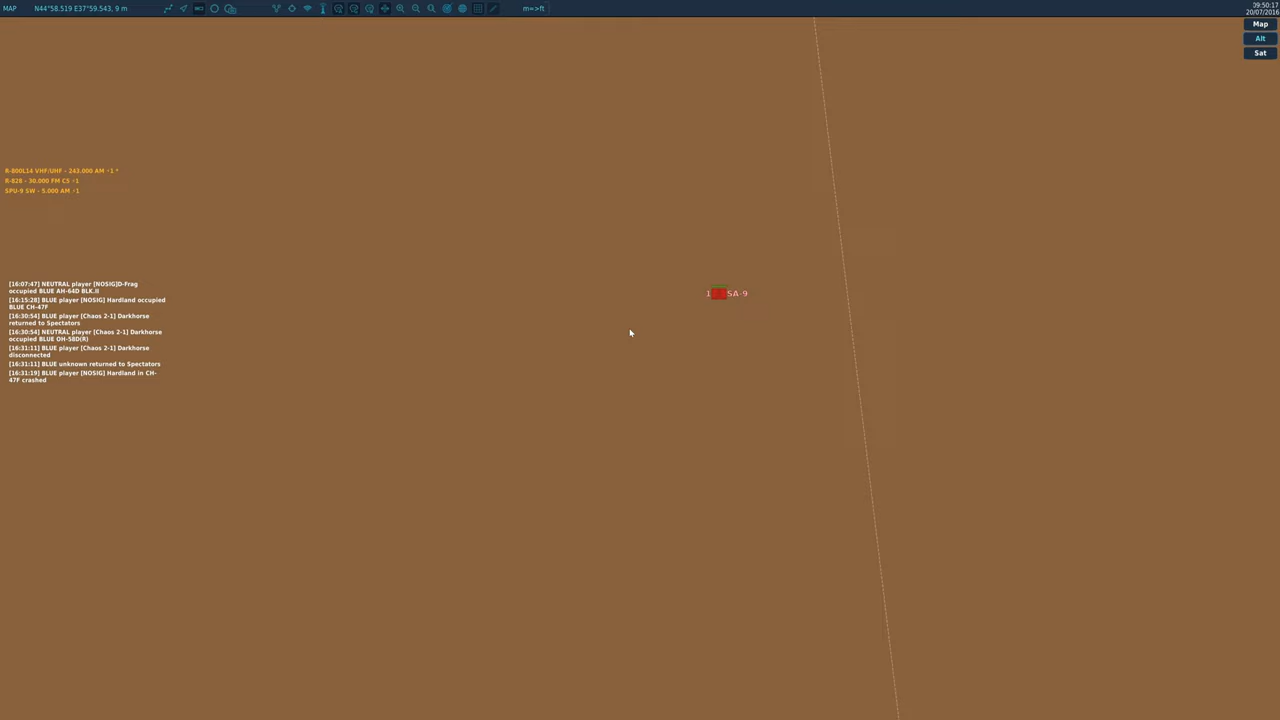 MAP N44°58.519 E37°59.543, 9 m m=>ft 09:50:17
20/07/2016
Map
Alt
Sat
R-800L14 VHF/UHF - 243.000 AM *
R-828 - 30.000 FM C5
SPU-9 SW - 5.000 AM
[16:07:47] NEUTRAL player [NOSIG]D-Frag
occupied BLUE AH-64D BLK.II
[16:15:28] BLUE player [NOSIG] Hardland occupied
BLUE CH-47F
[16:30:54] BLUE player [Chaos 2-1] Darkhorse
returned to Spectators
[16:30:54] NEUTRAL player [Chaos 2-1] Darkhorse
occupied BLUE OH-58D(R)
[16:31:11] BLUE player [Chaos 2-1] Darkhorse
disconnected
[16:31:11] BLUE unknown returned to Spectators
[16:31:19] BLUE player [NOSIG] Hardland in CH-
47F crashed
1 SA-9